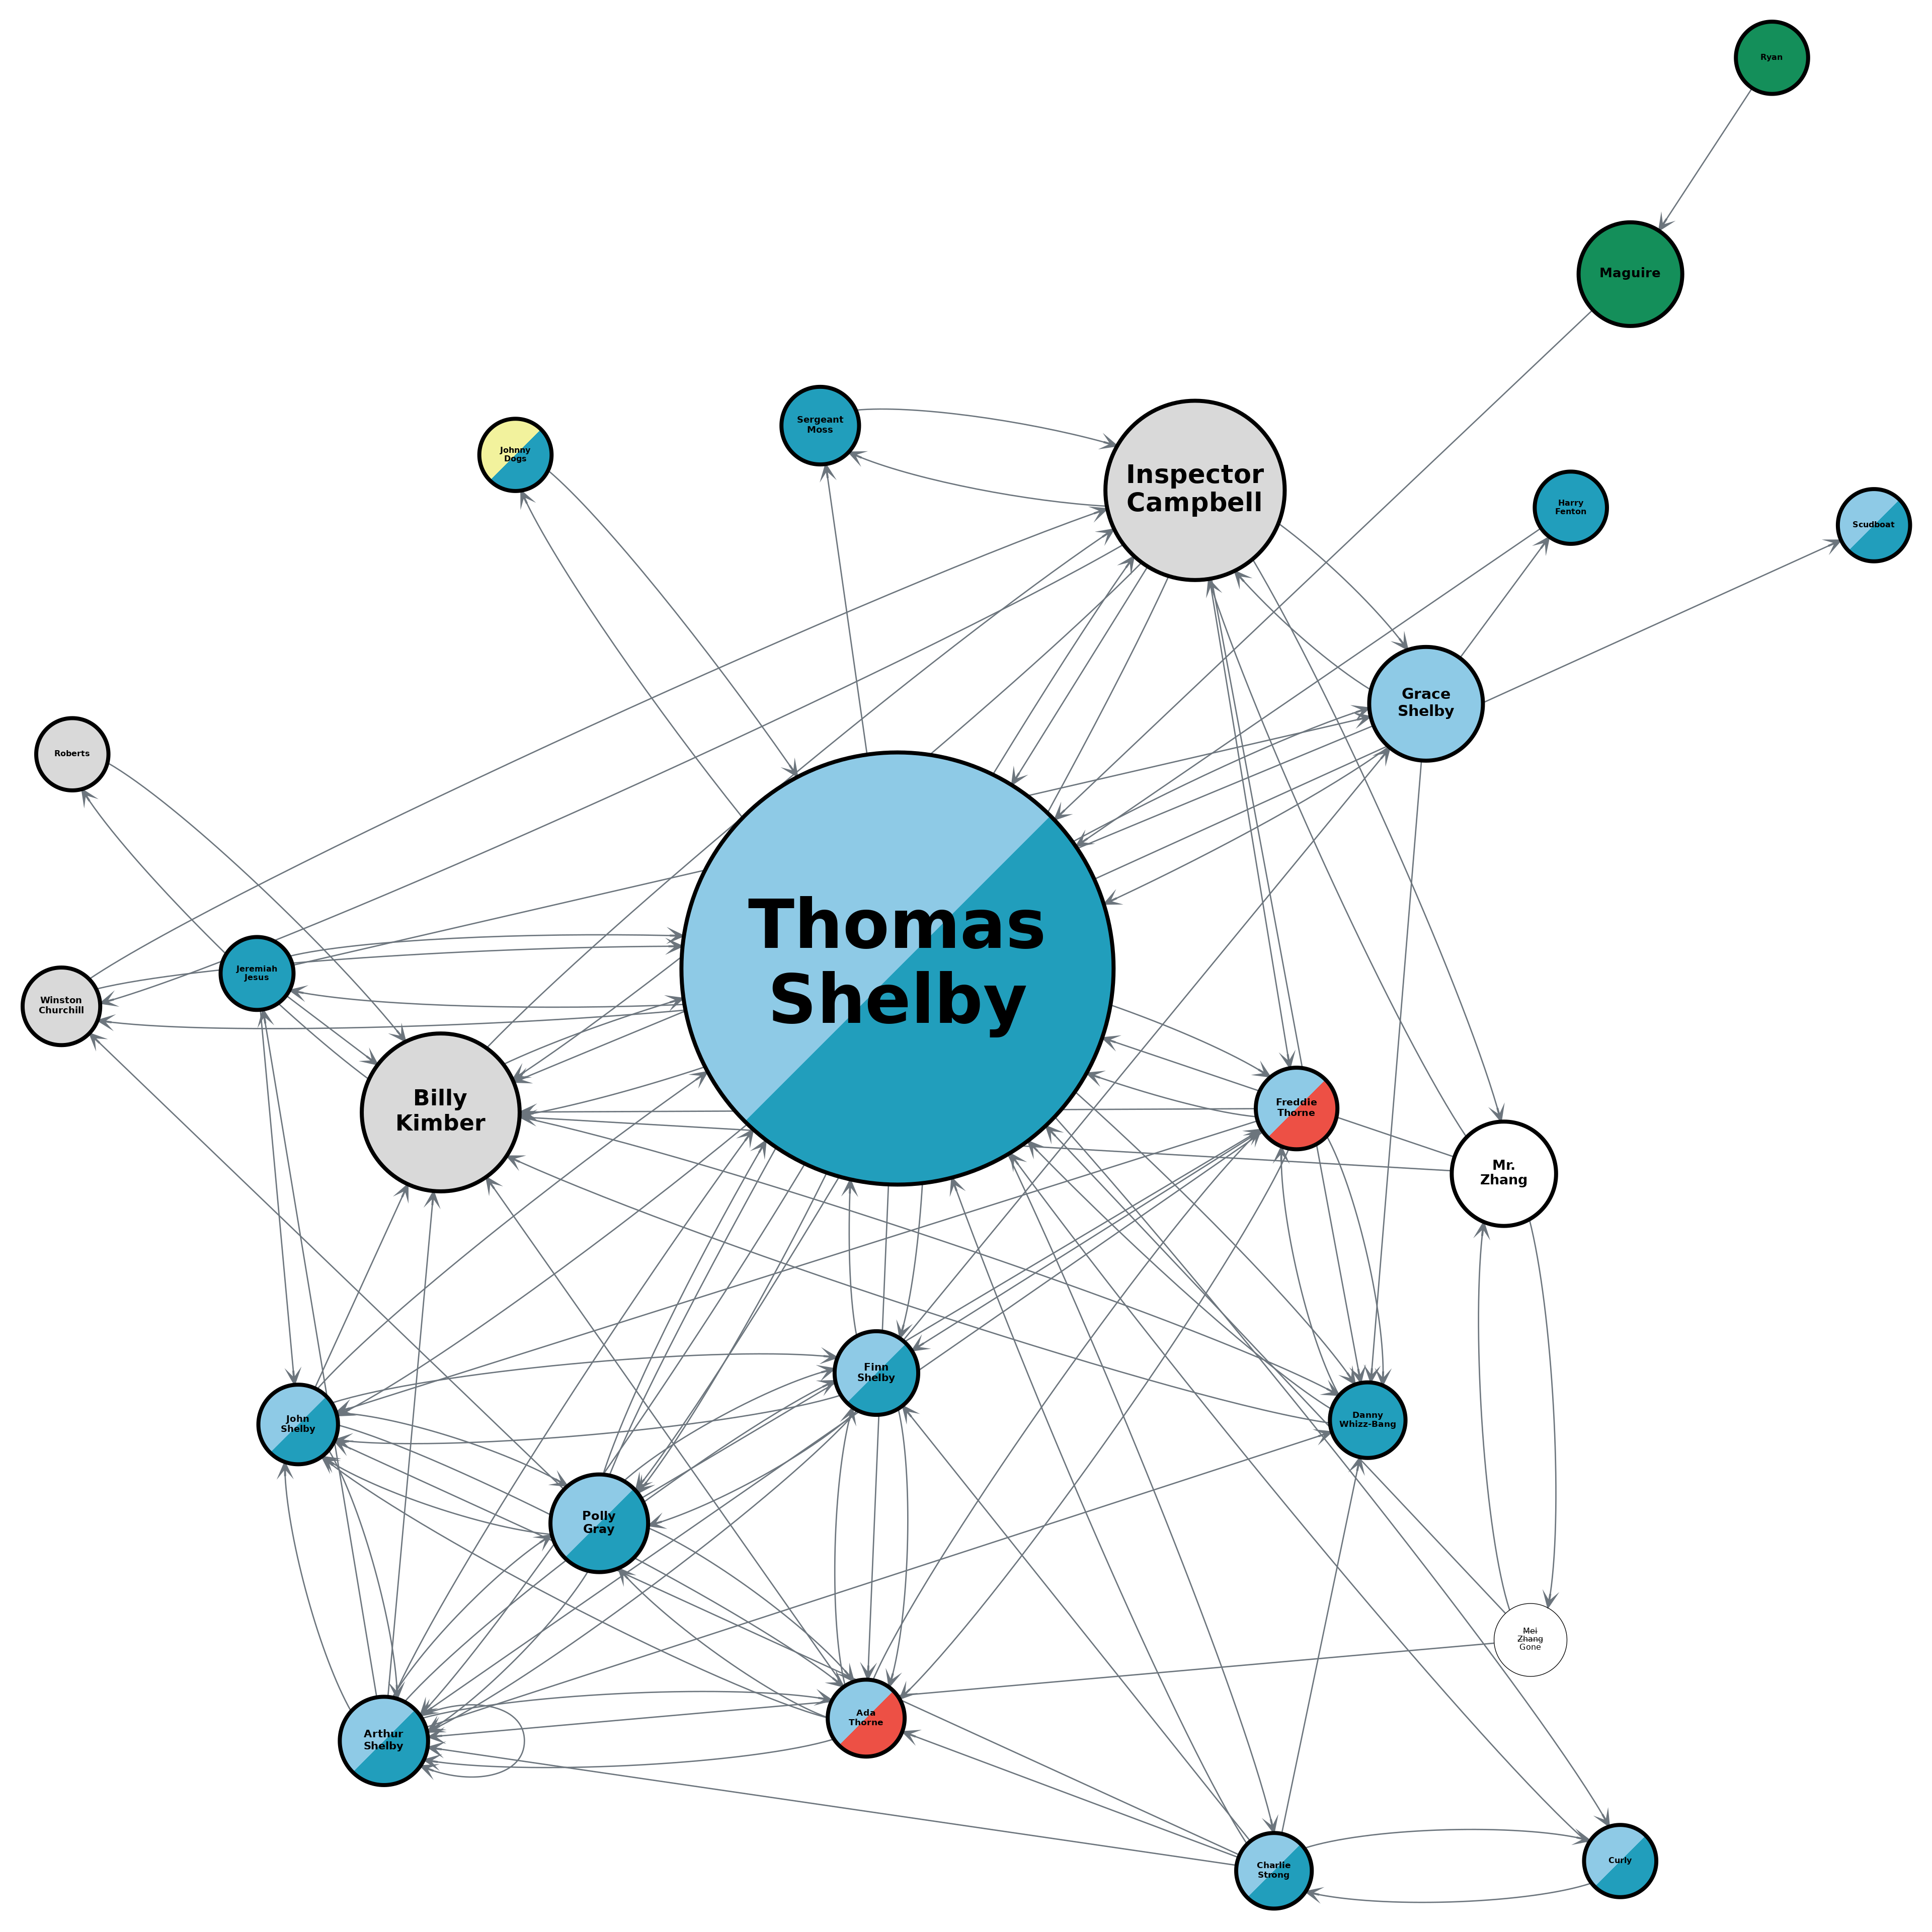 Ryan
Maguire
Sergeant
Moss
Johnny
Dogs
Inspector
Campbell
Harry
Fenton
Scudboat
Grace
Shelby
Roberts
Thomas
Shelby
Jeremiah
Jesus
Winston
Churchill
Billy
Kimber
Freddie
Thorne
Mr.
Zhang
Finn
Shelby
John
Shelby
Danny
Whizz-Bang
Polly
Gray
Mei
Zhang
Gone
Ada
Thorne
Arthur
Shelby
Charlie
Strong
Curly